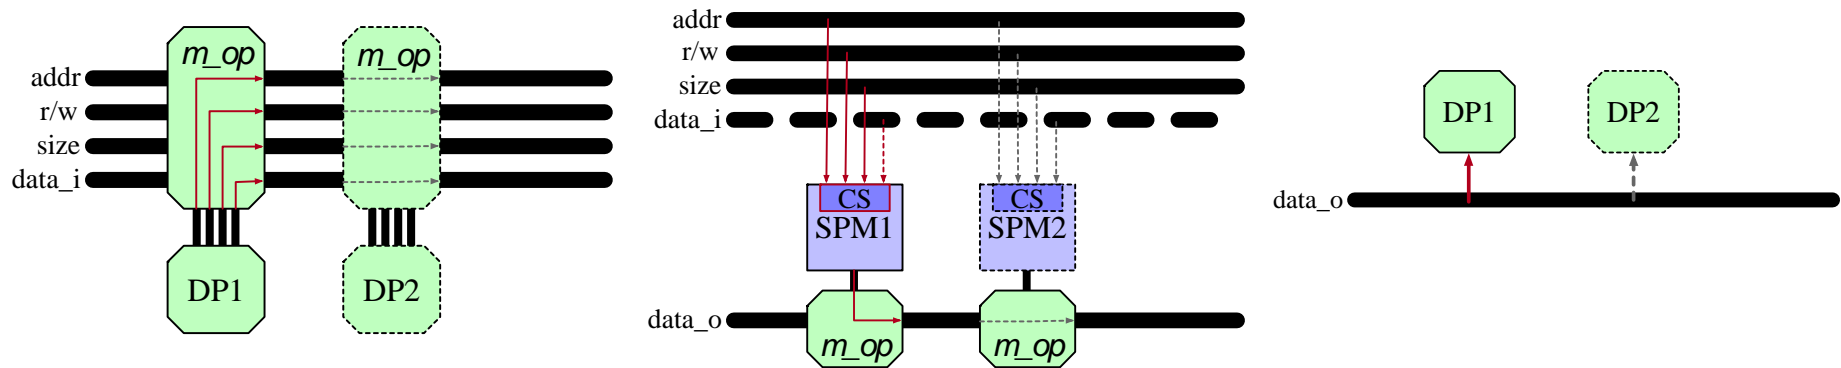 m_op m_op
addr
r/w
size
data_i
DP1 DP2
addr
r/w
size
data_i
CS CS
SPM1 SPM2
data_o
m_op m_op
DP1 DP2
data_o